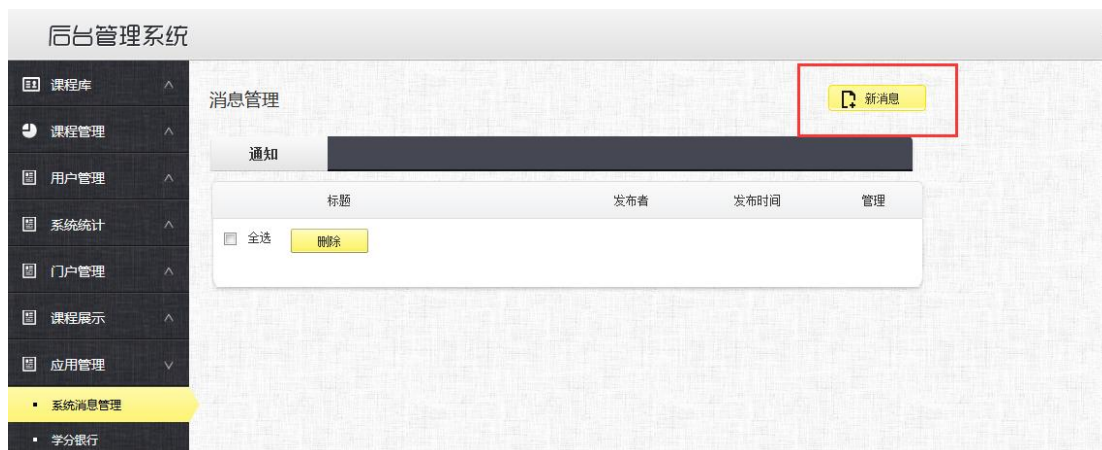 后台管理系统
课程库
课程管理
用户管理
系统统计
门户管理
课程展示
应用管理
系统消息管理
学分银行
消息管理
新消息
通知
标题 发布者 发布时间 管理
全选 删除